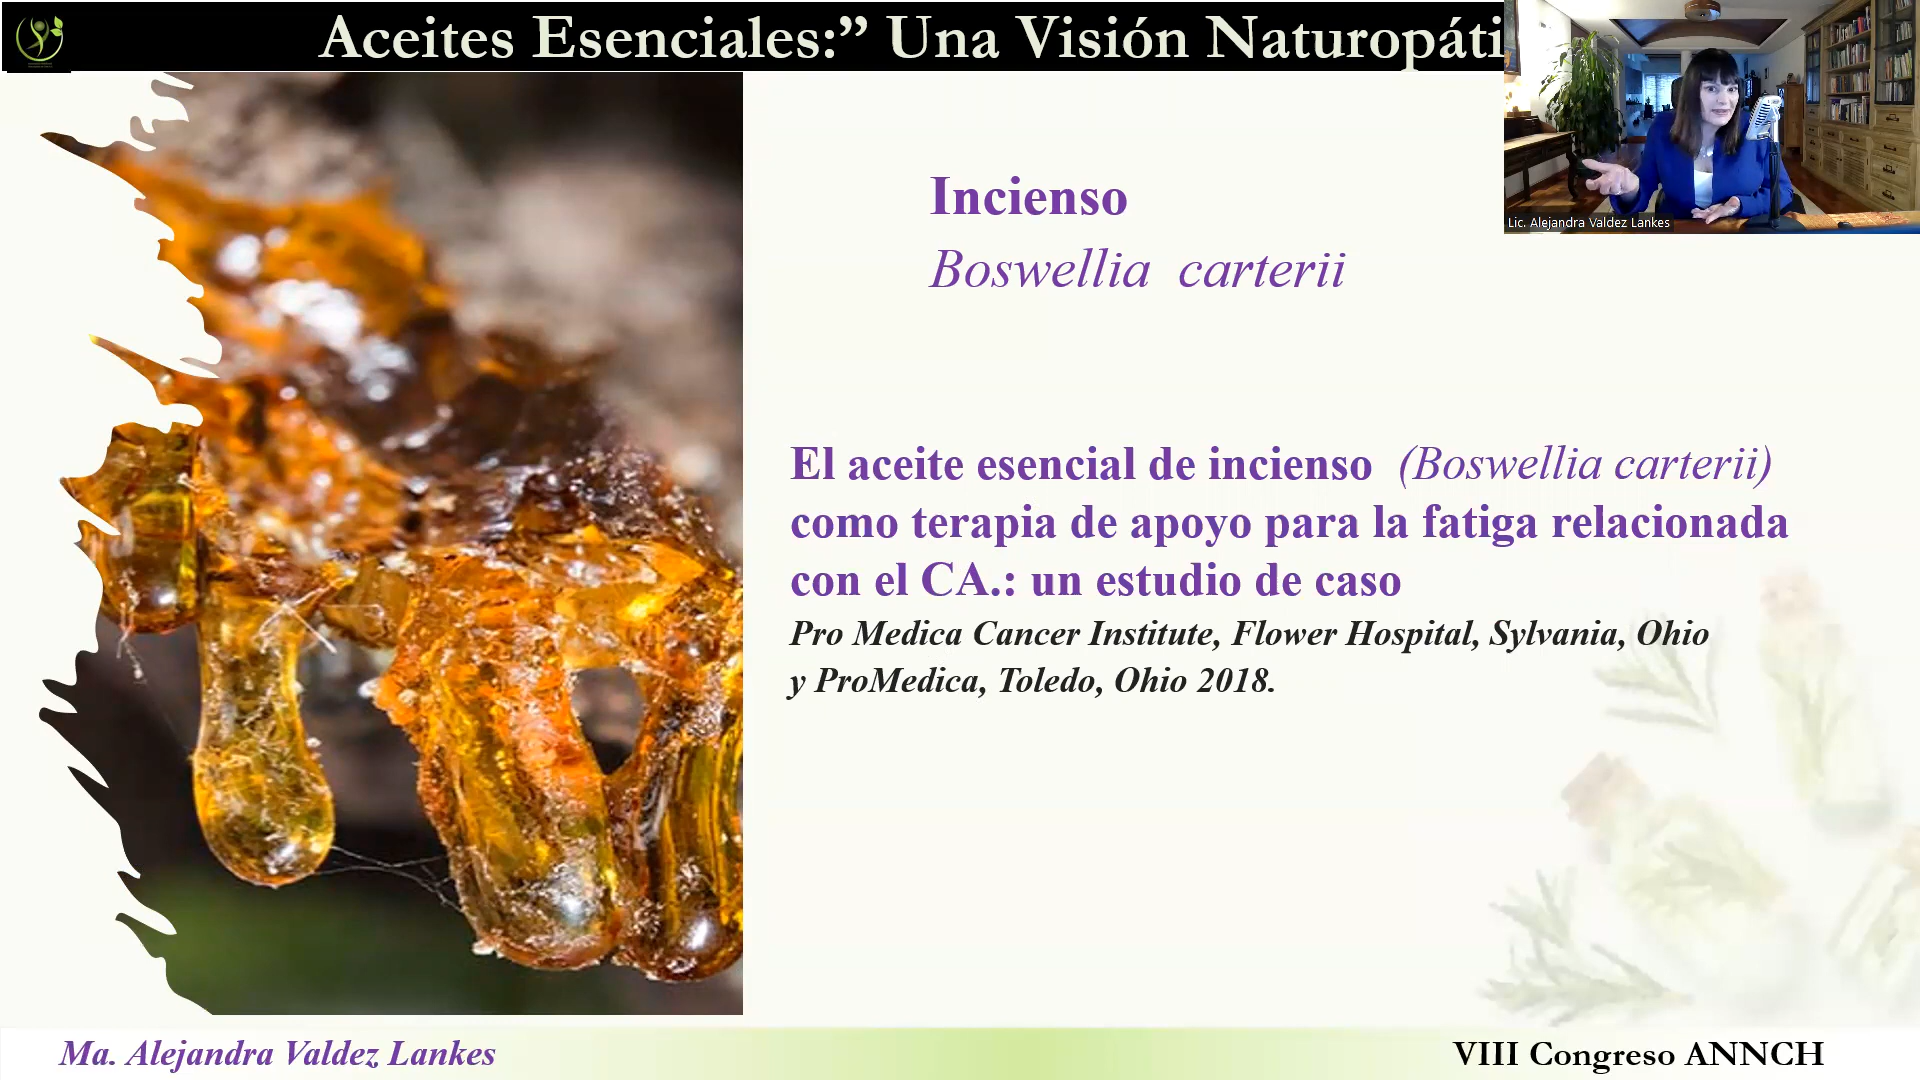 Aceites Esenciales:” Una Visión Naturopáti
Lic. Alejandra Valdez Lankes
Incienso
Boswellia carterii
El aceite esencial de incienso (Boswellia carterii)
como terapia de apoyo para la fatiga relacionada
con el CA.: un estudio de caso
Pro Medica Cancer Institute, Flower Hospital, Sylvania, Ohio
y ProMedica, Toledo, Ohio 2018.
Ma. Alejandra Valdez Lankes
VIII Congreso ANNCH